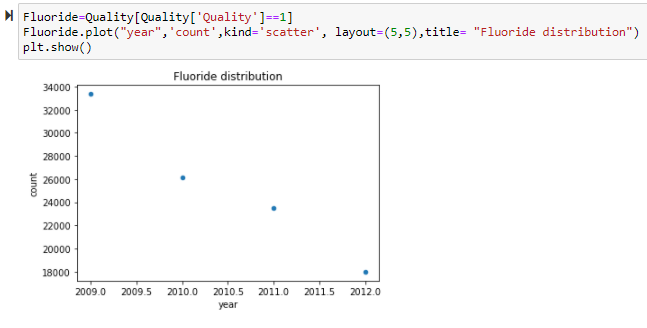 Fluoride=Quality[Quality['Quality']==1]
Fluoride.plot("year",'count',kind='scatter', layout=(5,5),title= "Fluoride distribution")
plt.show()
Fluoride distribution
34000
32000
30000
28000
26000
24000
22000
20000
18000
count
2009.0 2009.5 2010.0 2010.5 2011.0 2011.5 2012.0
year